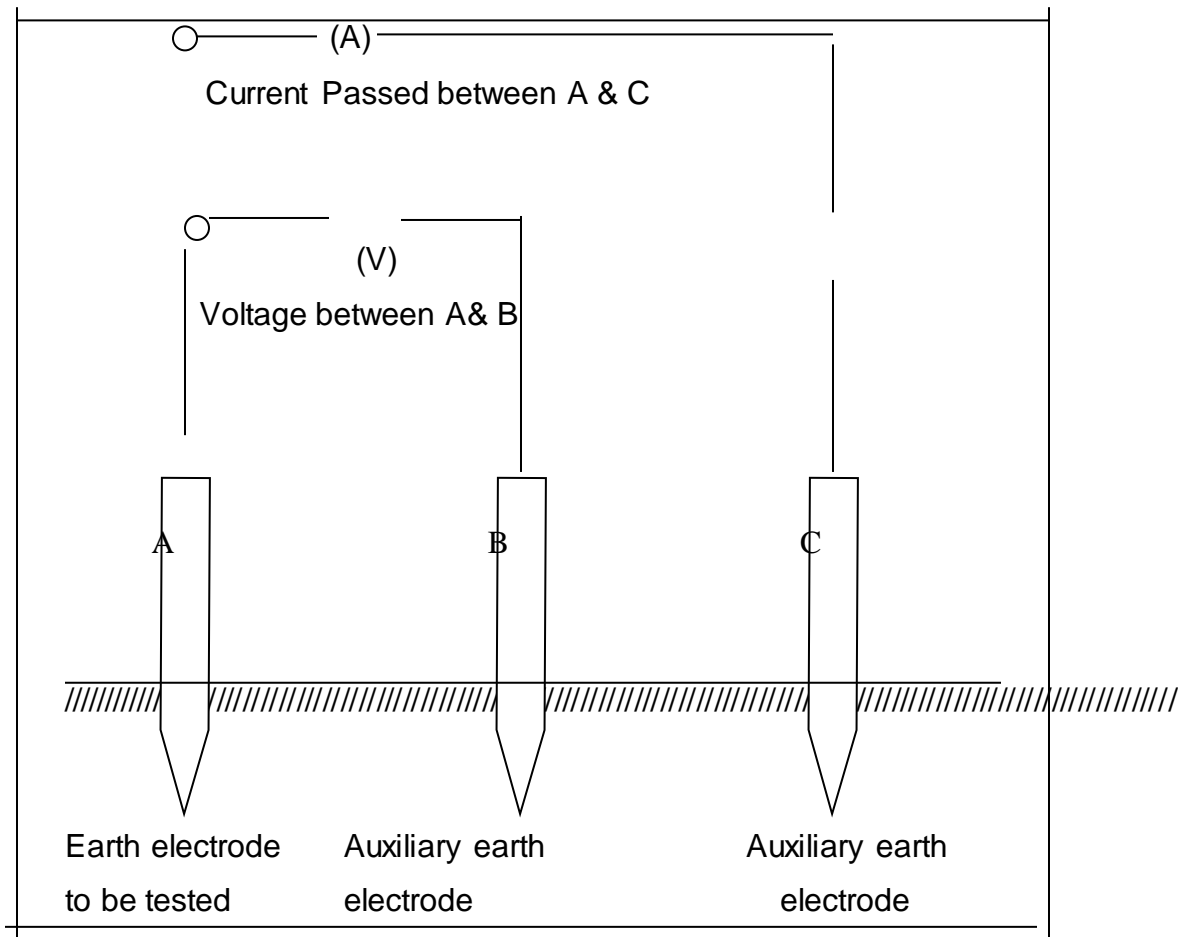 (A)
Current Passed between A & C
(V)
Voltage between A& B
A B C
////////////////////////////////////////////////////////////////////////////////////////////
Earth electrode Auxiliary earth Auxiliary earth
to be tested electrode electrode